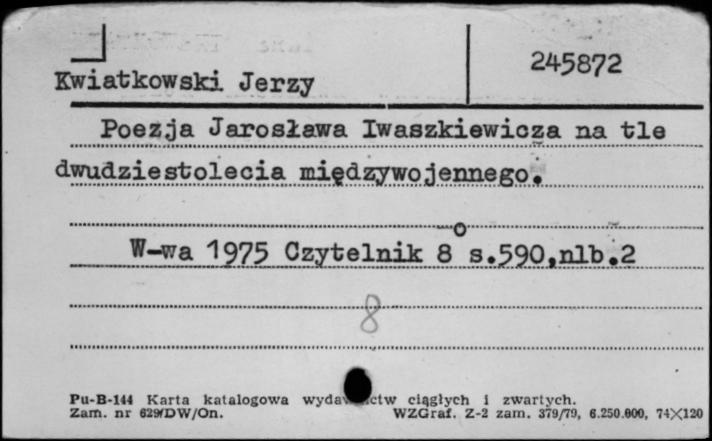 245872
Kwiatkowski Jerzy
Poezja Jarosława Iwaszkiewicza na tle
dwudziestolecia międzywojennego.
W-wa 1975 Czytelnik 8° s.590,nlb.2
8
Pu-B-144 Karta katalogowa wydawnictw ciągłych i zwartych.
Zam. nr 629/DW/On. WZGraf. Z-2 zam. 379/79, 6.250.000, 74X120